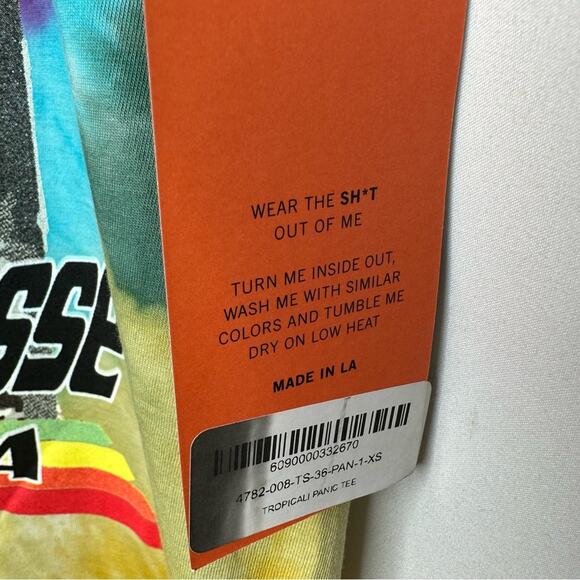 SSE
A
WEAR THE SH*T
OUT OF ME
TURN ME INSIDE OUT,
WASH ME WITH SIMILAR
COLORS AND TUMBLE ME
DRY ON LOW HEAT
MADE IN LA
6090000332670
4782-008-TS-36-PAN-1-XS
TROPICALI PANIC TEE